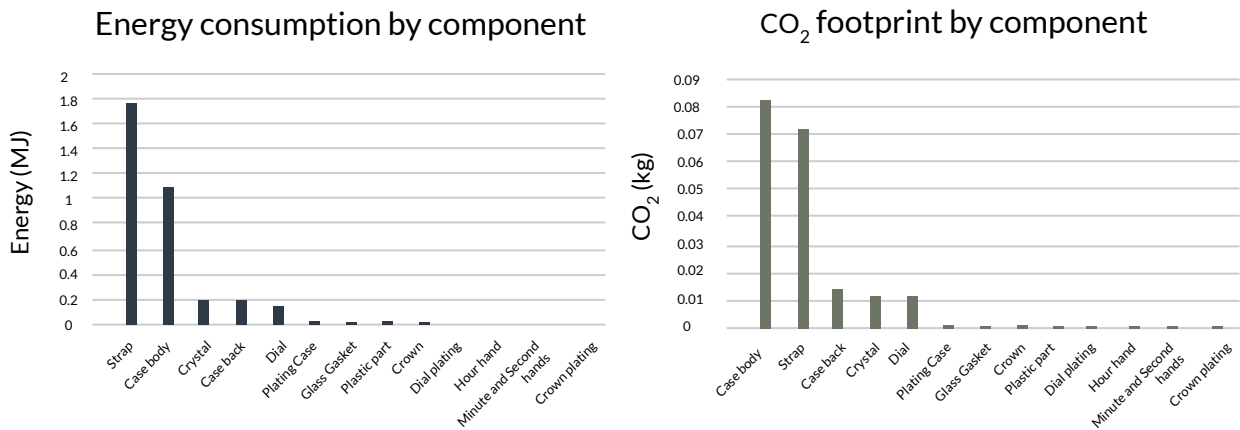 Energy consumption by component
Energy (MJ)
2
1.8
1.6
1.4
1.2
1
0.8
0.6
0.4
0.2
0
Strap
Case body
Crystal
Case back
Dial
Plating Case
Glass Gasket
Plastic part
Crown
Dial plating
Hour hand
Minute and Second
hands
Crown plating
CO₂ footprint by component
CO₂ (kg)
0.09
0.08
0.07
0.06
0.05
0.04
0.03
0.02
0.01
0
Case body
Strap
Case back
Crystal
Dial
Plating Case
Glass Gasket
Crown
Plastic part
Dial plating
Hour hand
Minute and Second
hands
Crown plating